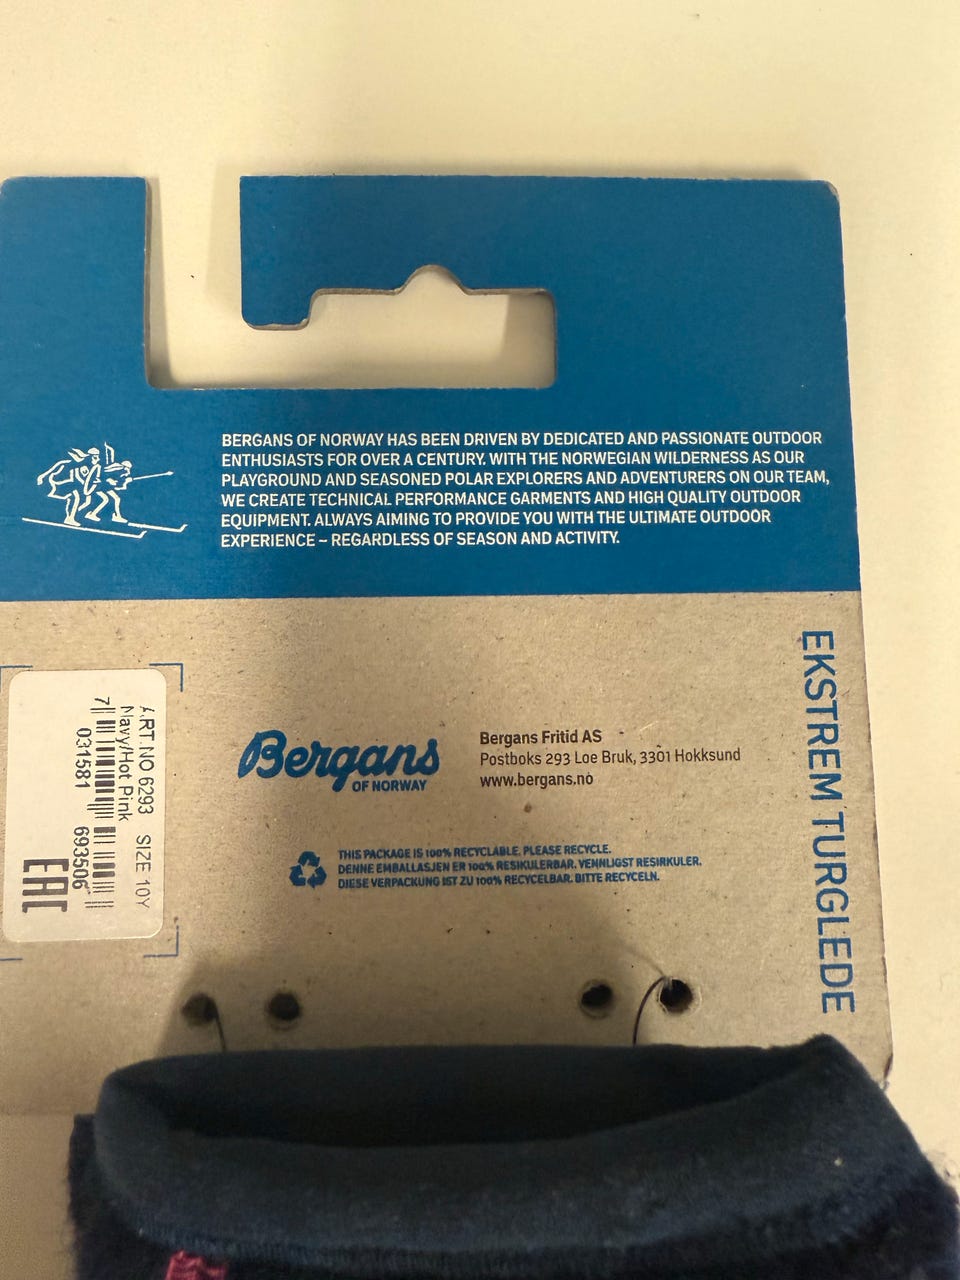 BERGANS OF NORWAY HAS BEEN DRIVEN BY DEDICATED AND PASSIONATE OUTDOOR
ENTHUSIASTS FOR OVER A CENTURY. WITH THE NORWEGIAN WILDERNESS AS OUR
PLAYGROUND AND SEASONED POLAR EXPLORERS AND ADVENTURERS ON OUR TEAM,
WE CREATE TECHNICAL PERFORMANCE GARMENTS AND HIGH QUALITY OUTDOOR
EQUIPMENT. ALWAYS AIMING TO PROVIDE YOU WITH THE ULTIMATE OUTDOOR
EXPERIENCE – REGARDLESS OF SEASON AND ACTIVITY.
EKSTREM TURGLEDE
ART.NO 6293 SIZE 10Y
Navy/Hot Pink
7 031581 693506
EAC
Bergans
OF NORWAY
Bergans Fritid AS
Postboks 293 Loe Bruk, 3301 Hokksund
www.bergans.no
THIS PACKAGE IS 100% RECYCLABLE. PLEASE RECYCLE.
DENNE EMBALLASJEN ER 100% RESIKULERBAR. VENNLIGST RESIRKULER.
DIESE VERPACKUNG IST ZU 100% RECYCELBAR. BITTE RECYCELN.